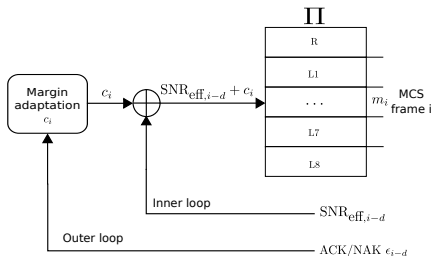 Π
R
L1
...
L7
L8
Margin
adaptation
c_i
c_i
SNR_eff,i−d + c_i
m_i
MCS
frame i
Inner loop
SNR_eff,i−d
Outer loop
ACK/NAK ϵ_i−d